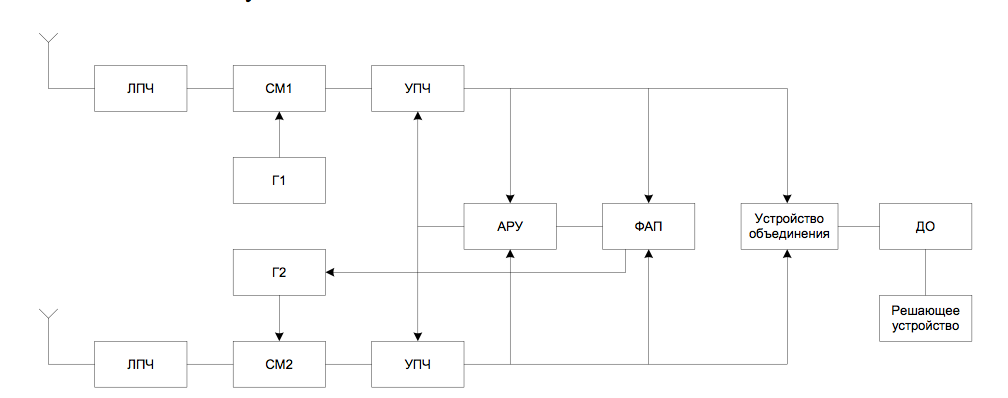 ЛПЧ
СМ1
УПЧ
Г1
АРУ
ФАП
Устройство
объединения
ДО
Г2
Решающее
устройство
ЛПЧ
СМ2
УПЧ